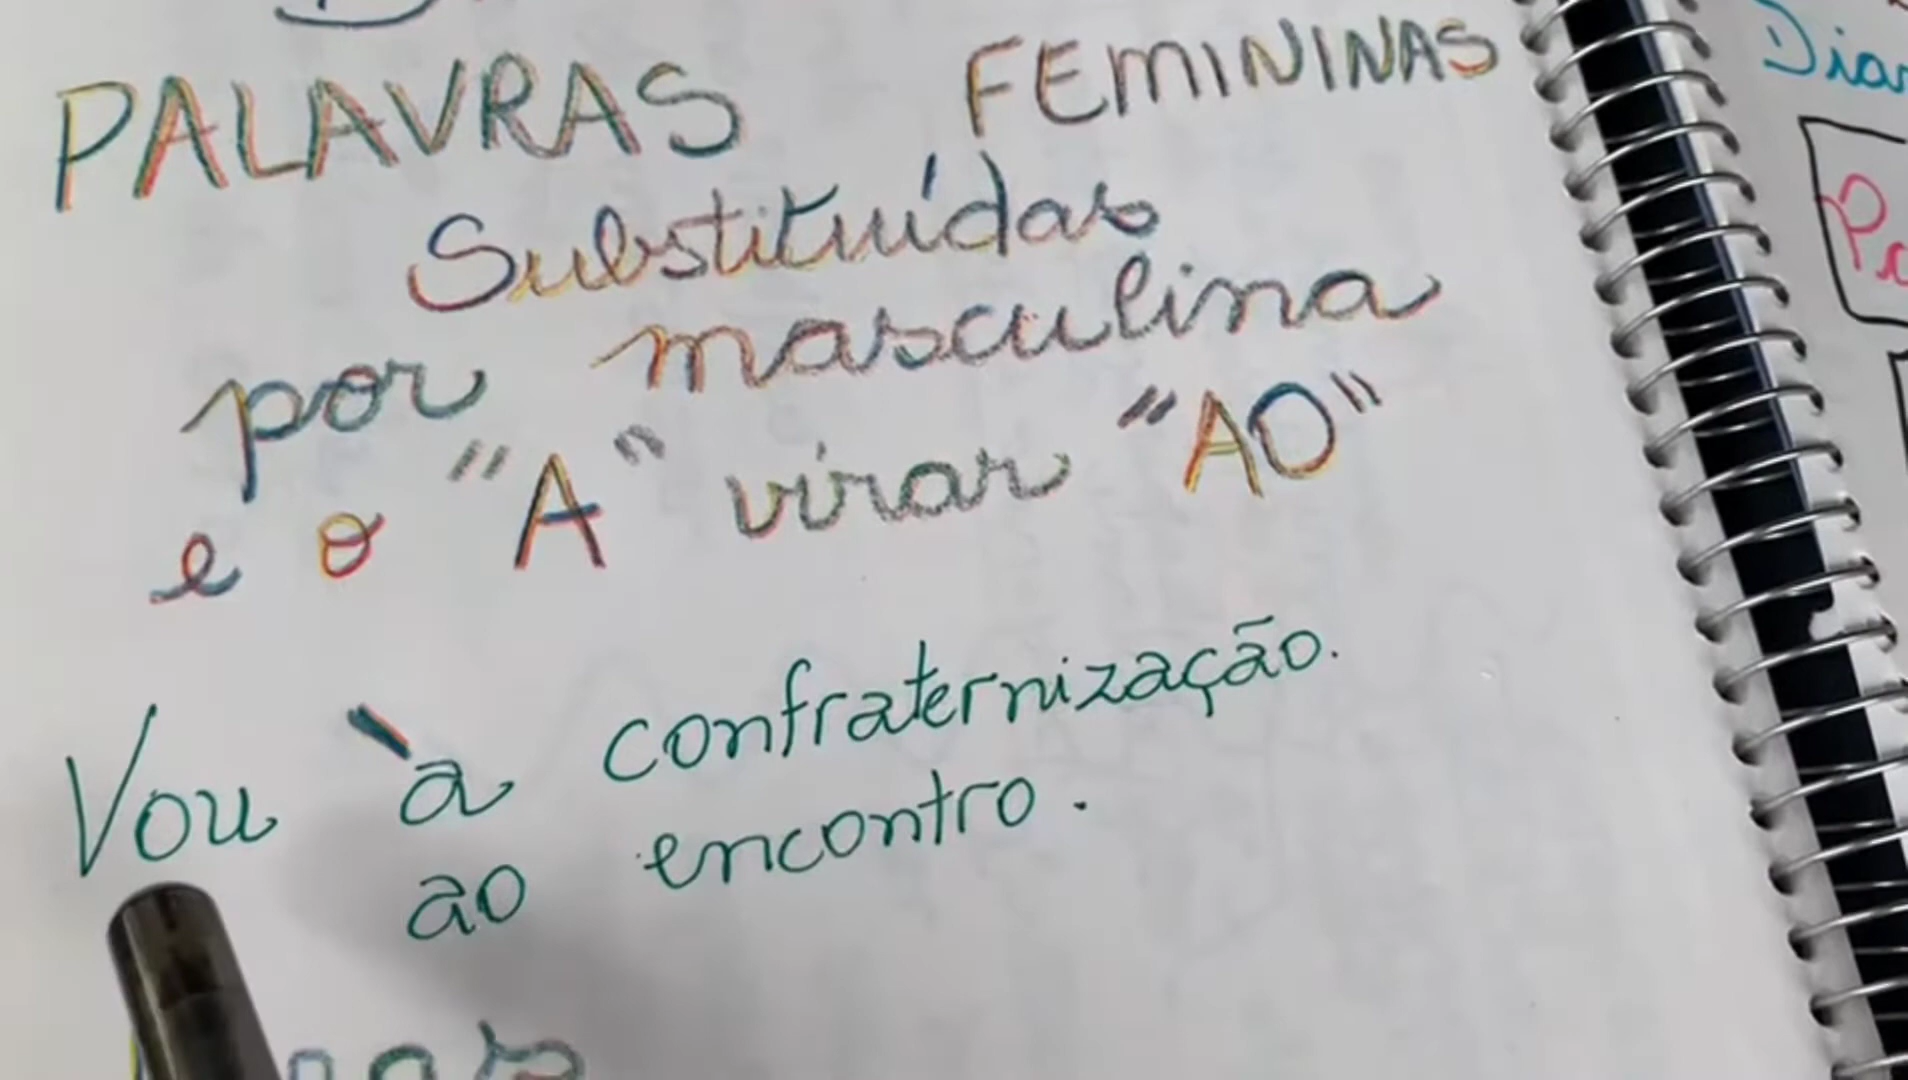 PALAVRAS FEMININAS
Substituídas
por masculina
e o "A" virar "AO"
Vou à confraternização.
ao encontro.